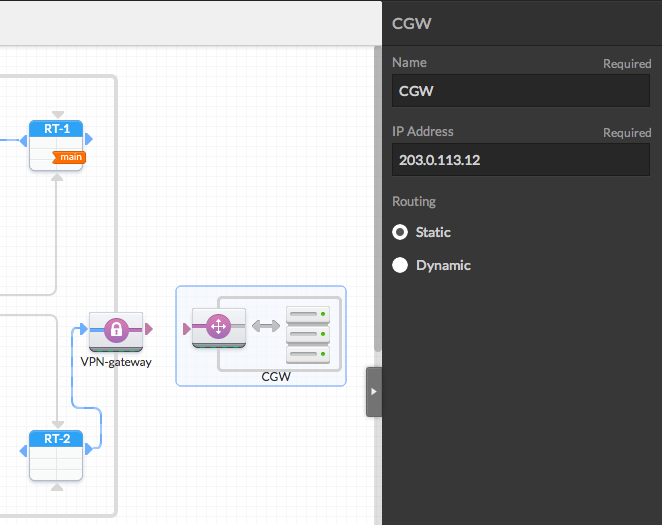 CGW
Name Required
CGW
IP Address Required
203.0.113.12
Routing
Static
Dynamic
RT-1
main
VPN-gateway
CGW
RT-2